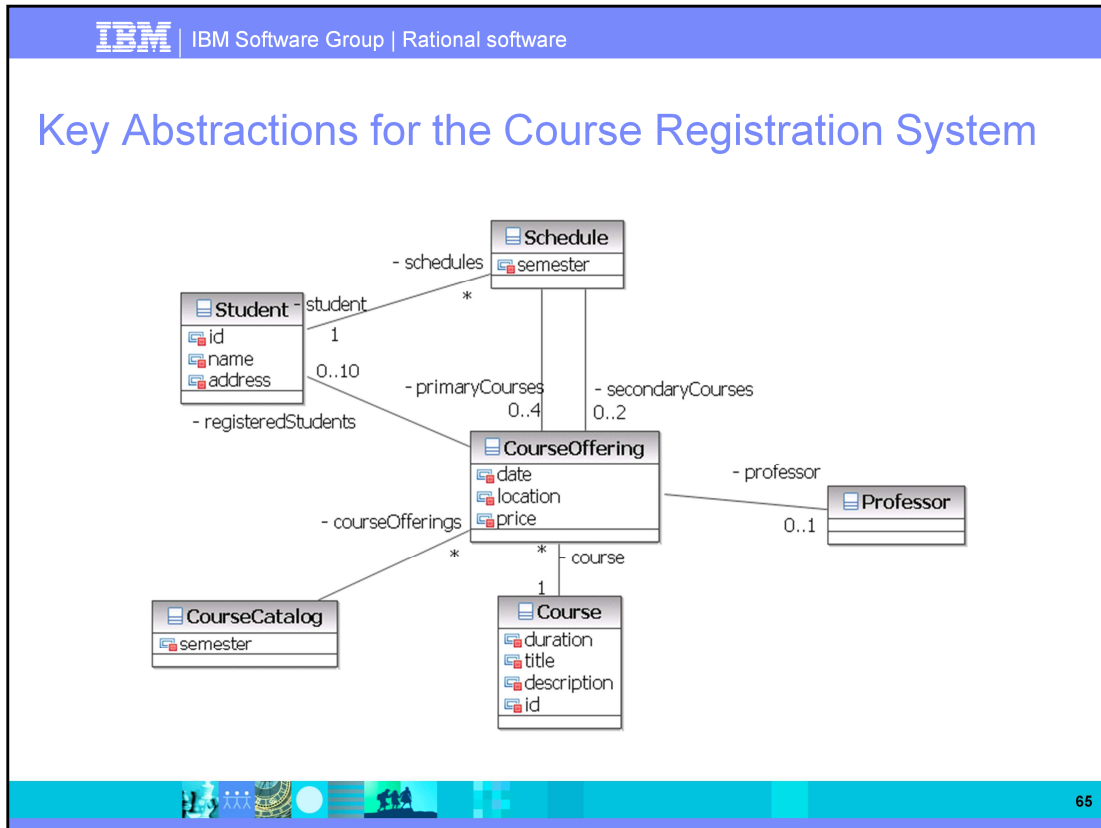 IBM | IBM Software Group | Rational software
Key Abstractions for the Course Registration System
Schedule
semester
- schedules
*
Student
id
name
address
- student
1
0..10
- registeredStudents
- primaryCourses
0..4
- secondaryCourses
0..2
CourseOffering
date
location
price
- professor
0..1
Professor
- courseOfferings
*
*
- course
1
CourseCatalog
semester
Course
duration
title
description
id
65